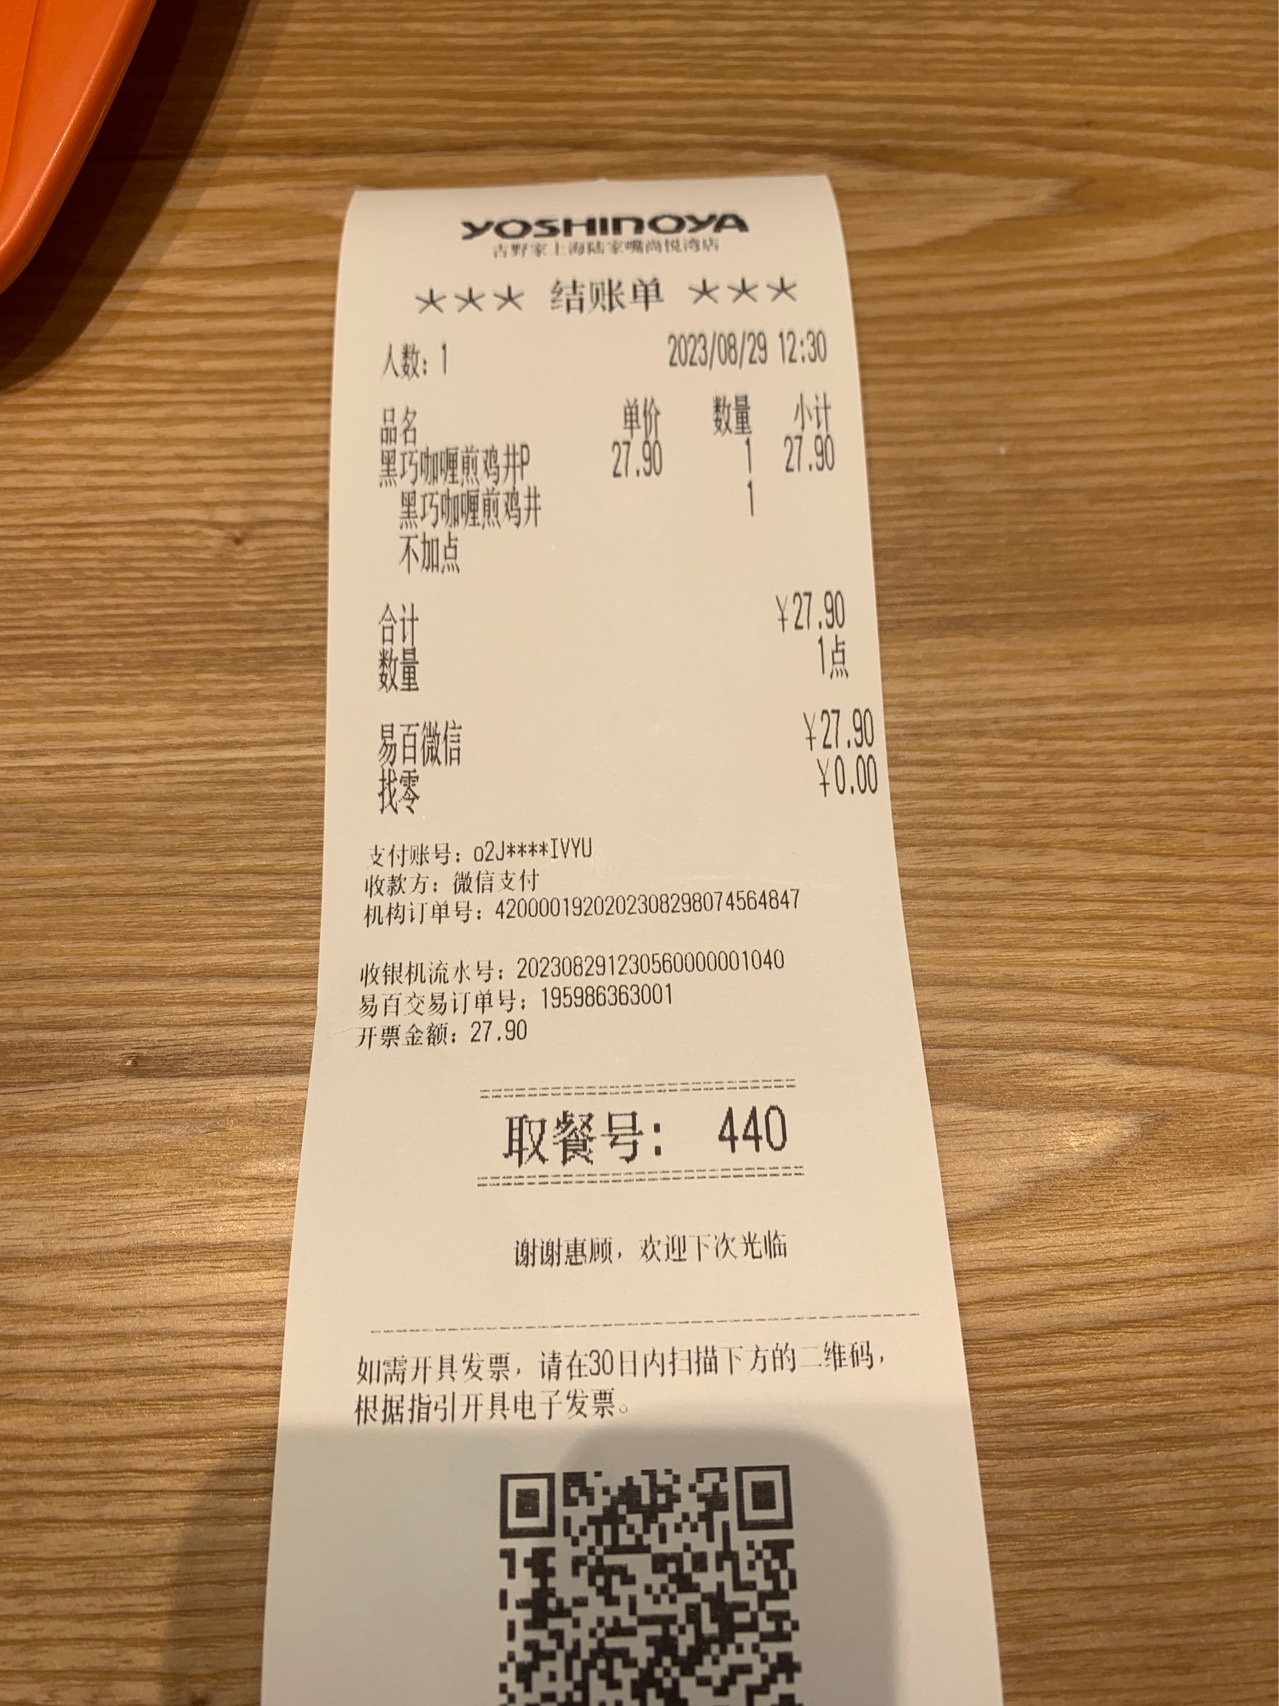 YOSHINOYA
吉野家上海陆家嘴尚悦湾店
*** 结账单 ***
人数：1 2023/08/29 12:30
品名 单价 数量 小计
黑巧咖喱煎鸡丼P 27.90 1 27.90
黑巧咖喱煎鸡丼 1
不加点
合计 ¥27.90
数量 1点
易百微信 ¥27.90
找零 ¥0.00
支付账号：o2J****IVYU
收款方：微信支付
机构订单号：4200001920202308298074564847
收银机流水号：2023082912305600000001040
易百交易订单号：195986363001
开票金额：27.90
取餐号： 440
谢谢惠顾，欢迎下次光临
如需开具发票，请在30日内扫描下方的二维码，
根据指引开具电子发票。